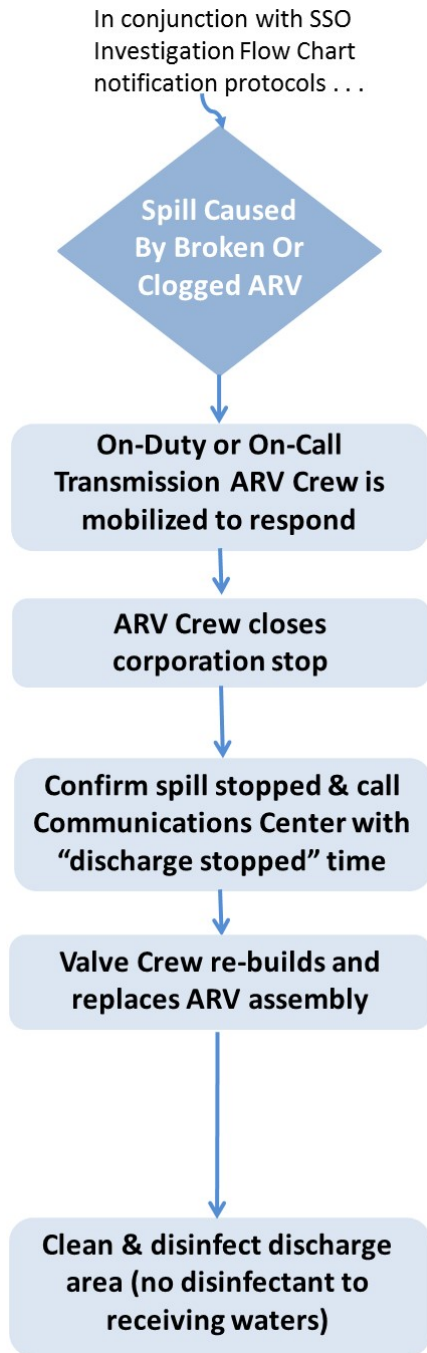 In conjunction with SSO
Investigation Flow Chart
notification protocols . . .
Spill Caused
By Broken Or
Clogged ARV
On-Duty or On-Call
Transmission ARV Crew is
mobilized to respond
ARV Crew closes
corporation stop
Confirm spill stopped & call
Communications Center with
“discharge stopped” time
Valve Crew re-builds and
replaces ARV assembly
Clean & disinfect discharge
area (no disinfectant to
receiving waters)